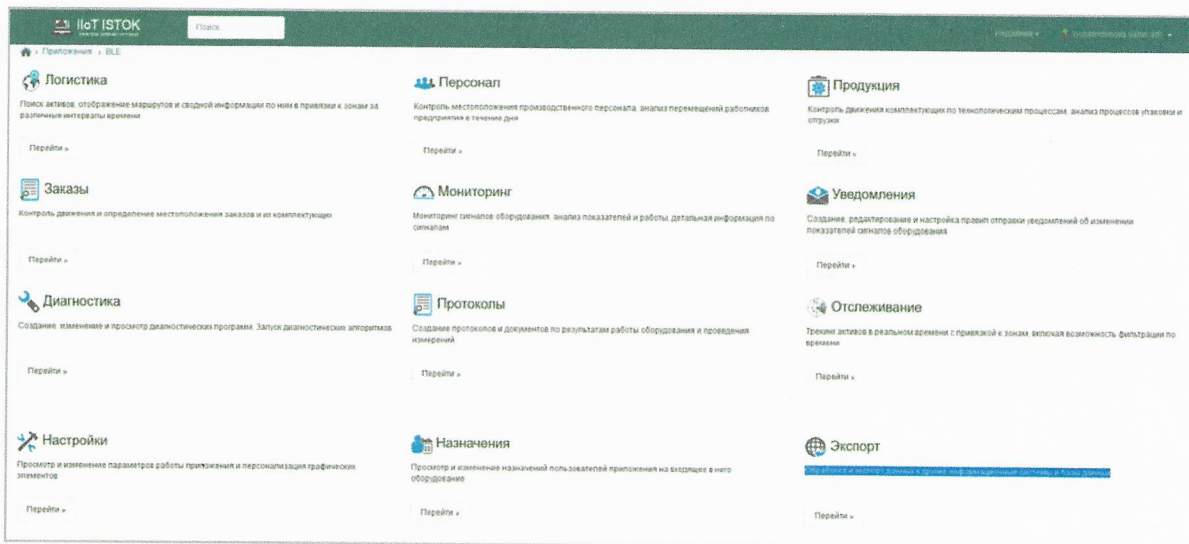 IIoT ISTOK
Поиск
Приложения › BLE
Логистика
Поиск активов, отображение маршрутов и сводной информации по ним в привязки к зонам за
различные интервалы времени
Перейти »
Персонал
Контроль местоположения производственного персонала, анализ перемещений работников
предприятия в течение дня
Перейти »
Продукция
Контроль движения комплектующих по технологическим процессам, анализ процессов упаковки и
отгрузки
Перейти »
Заказы
Контроль движения и определение местоположения заказов и их комплектующих
Перейти »
Мониторинг
Мониторинг сигналов оборудования, анализ показателей и работы, детальная информация по
сигналам
Перейти »
Уведомления
Создание, редактирование и настройка правил отправки уведомлений об изменении
показателей сигналов оборудования
Перейти »
Диагностика
Создание, изменение и просмотр диагностических программ. Запуск диагностических алгоритмов
Перейти »
Протоколы
Создание протоколов и документов по результатам работы оборудования и проведения
измерений
Перейти »
Отслеживание
Трекинг активов в реальном времени с привязкой к зонам, включая возможность фильтрации по
времени
Перейти »
Настройки
Просмотр и изменение параметров работы приложения и персонализация графических
элементов
Перейти »
Назначения
Просмотр и изменение назначений пользователей приложения на входящее в него
оборудование
Перейти »
Экспорт
Обработка и экспорт данных в другие информационные системы и базы данных
Перейти »